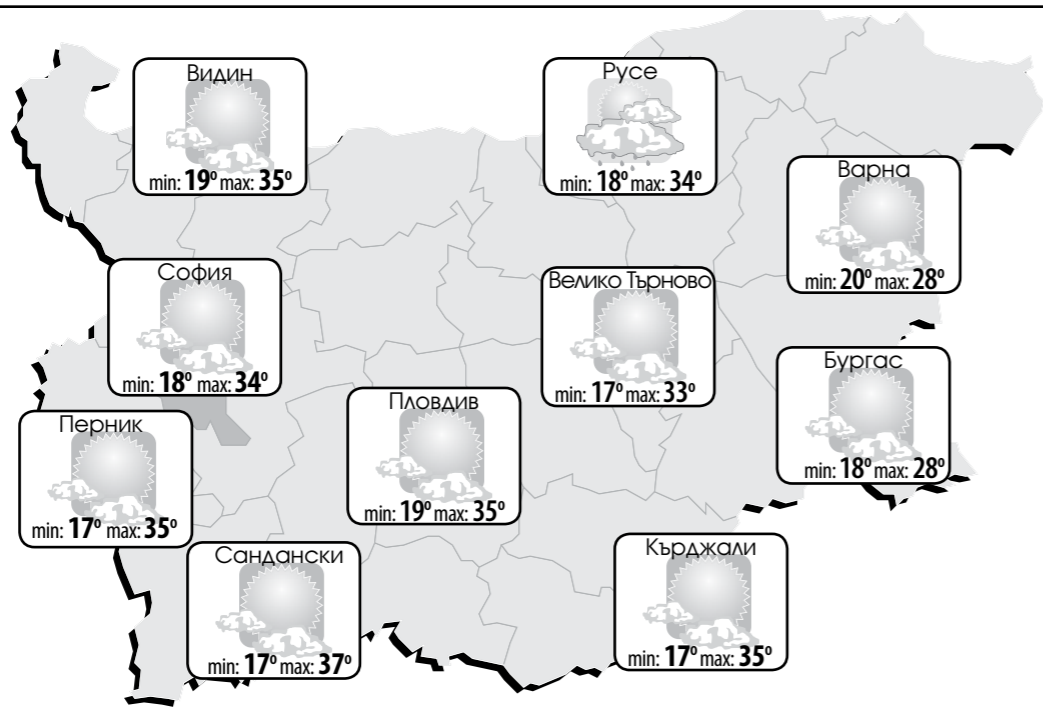 Видин
min: 19° max: 35°
Русе
min: 18° max: 34°
Варна
min: 20° max: 28°
София
min: 18° max: 34°
Велико Търново
min: 17° max: 33°
Бургас
min: 18° max: 28°
Пловдив
min: 19° max: 35°
Перник
min: 17° max: 35°
Сандански
min: 17° max: 37°
Кърджали
min: 17° max: 35°